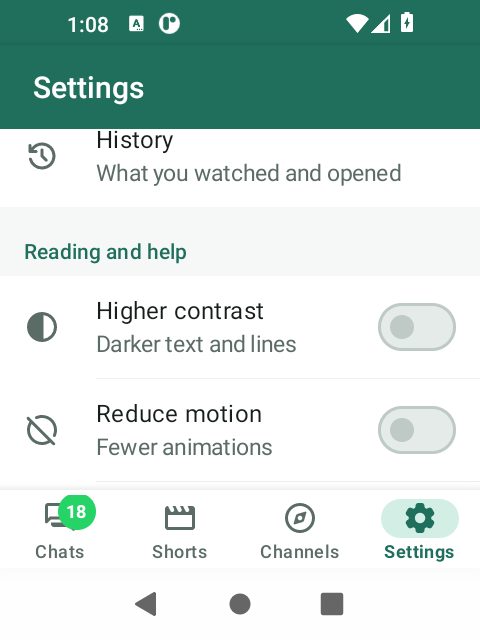 1:08
Settings
History
What you watched and opened
Reading and help
Higher contrast
Darker text and lines
Reduce motion
Fewer animations
18
Chats
Shorts
Channels
Settings